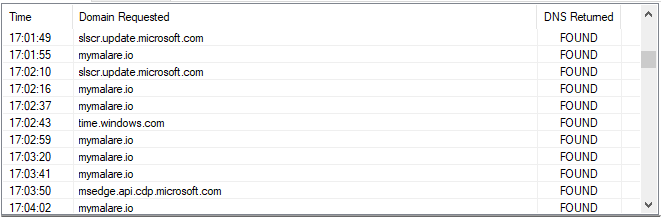 Time Domain Requested DNS Returned
17:01:49 slscr.update.microsoft.com FOUND
17:01:55 mymalare.io FOUND
17:02:10 slscr.update.microsoft.com FOUND
17:02:16 mymalare.io FOUND
17:02:37 mymalare.io FOUND
17:02:43 time.windows.com FOUND
17:02:59 mymalare.io FOUND
17:03:20 mymalare.io FOUND
17:03:41 mymalare.io FOUND
17:03:50 msedge.api.cdp.microsoft.com FOUND
17:04:02 mymalare.io FOUND